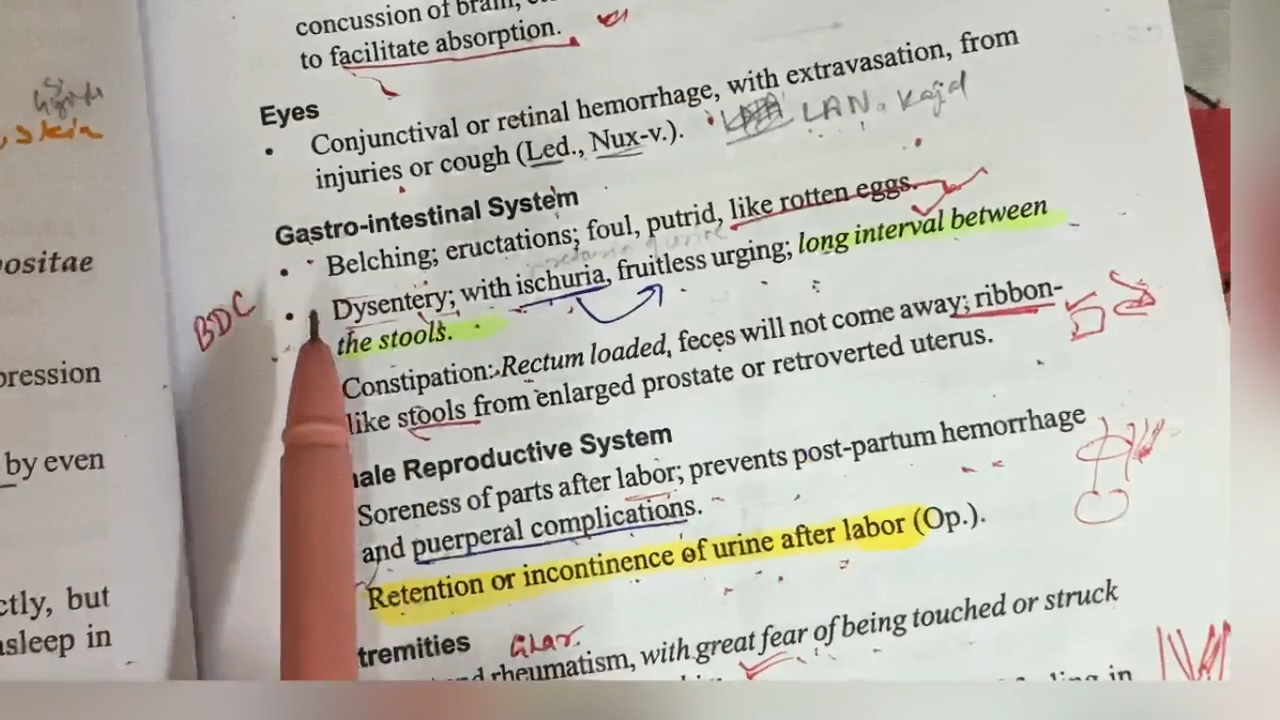 concussion of brain,
to facilitate absorption.
Eyes
• Conjunctival or retinal hemorrhage, with extravasation, from
injuries or cough (Led., Nux-v.).
LAN. Kajal
Gastro-intestinal System
• Belching; eructations; foul, putrid, like rotten eggs.
• Dysentery; with ischuria, fruitless urging; long interval between
the stools.
BDC
Constipation: Rectum loaded, feces will not come away; ribbon-
like stools from enlarged prostate or retroverted uterus.
ale Reproductive System
Soreness of parts after labor; prevents post-partum hemorrhage
and puerperal complications.
Retention or incontinence of urine after labor (Op.).
tremities
rheumatism, with great fear of being touched or struck
in
skin
ositae
pression
by even
ctly, but
asleep in